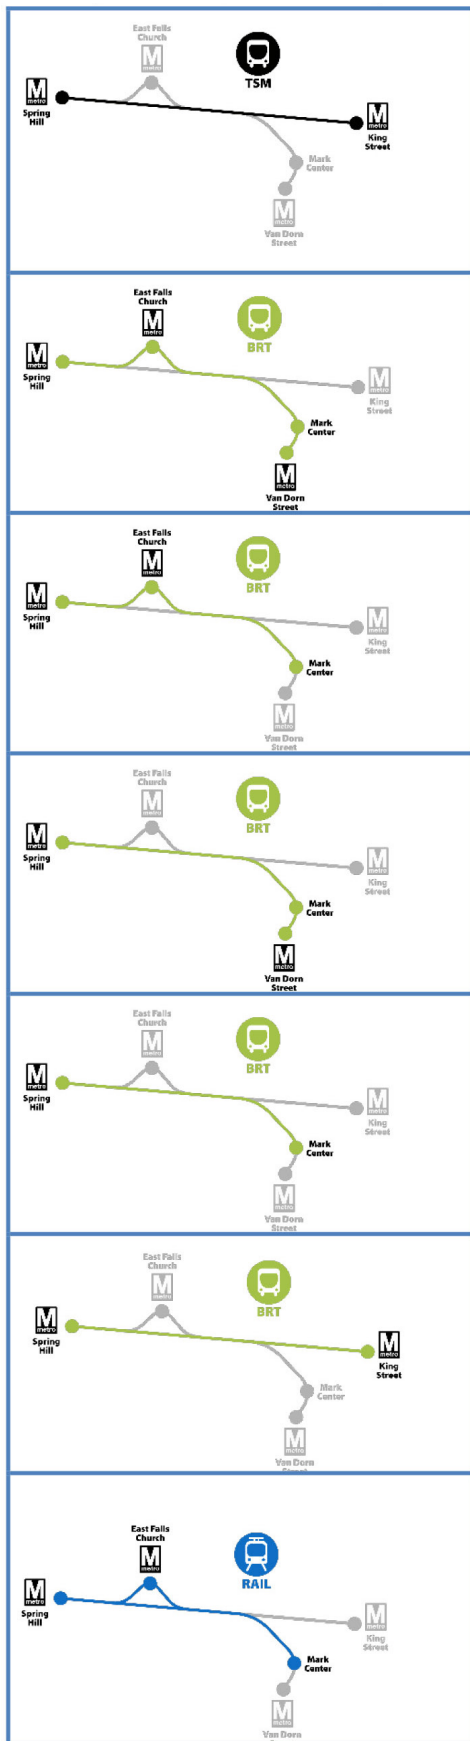 East Falls
Church
M
metro
TSM
M
metro
Spring
Hill
M
metro
King
Street
Mark
Center
M
Van Dorn
Street
East Falls
Church
M
metro
BRT
M
metro
Spring
Hill
M
metro
King
Street
Mark
Center
M
metro
Van Dorn
Street
East Falls
Church
M
metro
BRT
M
metro
Spring
Hill
M
metro
King
Street
Mark
Center
M
metro
Van Dorn
Street
East Falls
Church
M
metro
BRT
M
metro
Spring
Hill
M
metro
King
Street
Mark
Center
M
metro
Van Dorn
Street
East Falls
Church
M
metro
BRT
M
metro
Spring
Hill
M
metro
King
Street
Mark
Center
M
metro
Van Dorn
Street
East Falls
Church
M
metro
BRT
M
metro
Spring
Hill
M
metro
King
Street
Mark
Center
M
metro
Van Dorn
Street
East Falls
Church
M
metro
RAIL
M
metro
Spring
Hill
M
metro
King
Street
Mark
Center
M
metro
Van Dorn